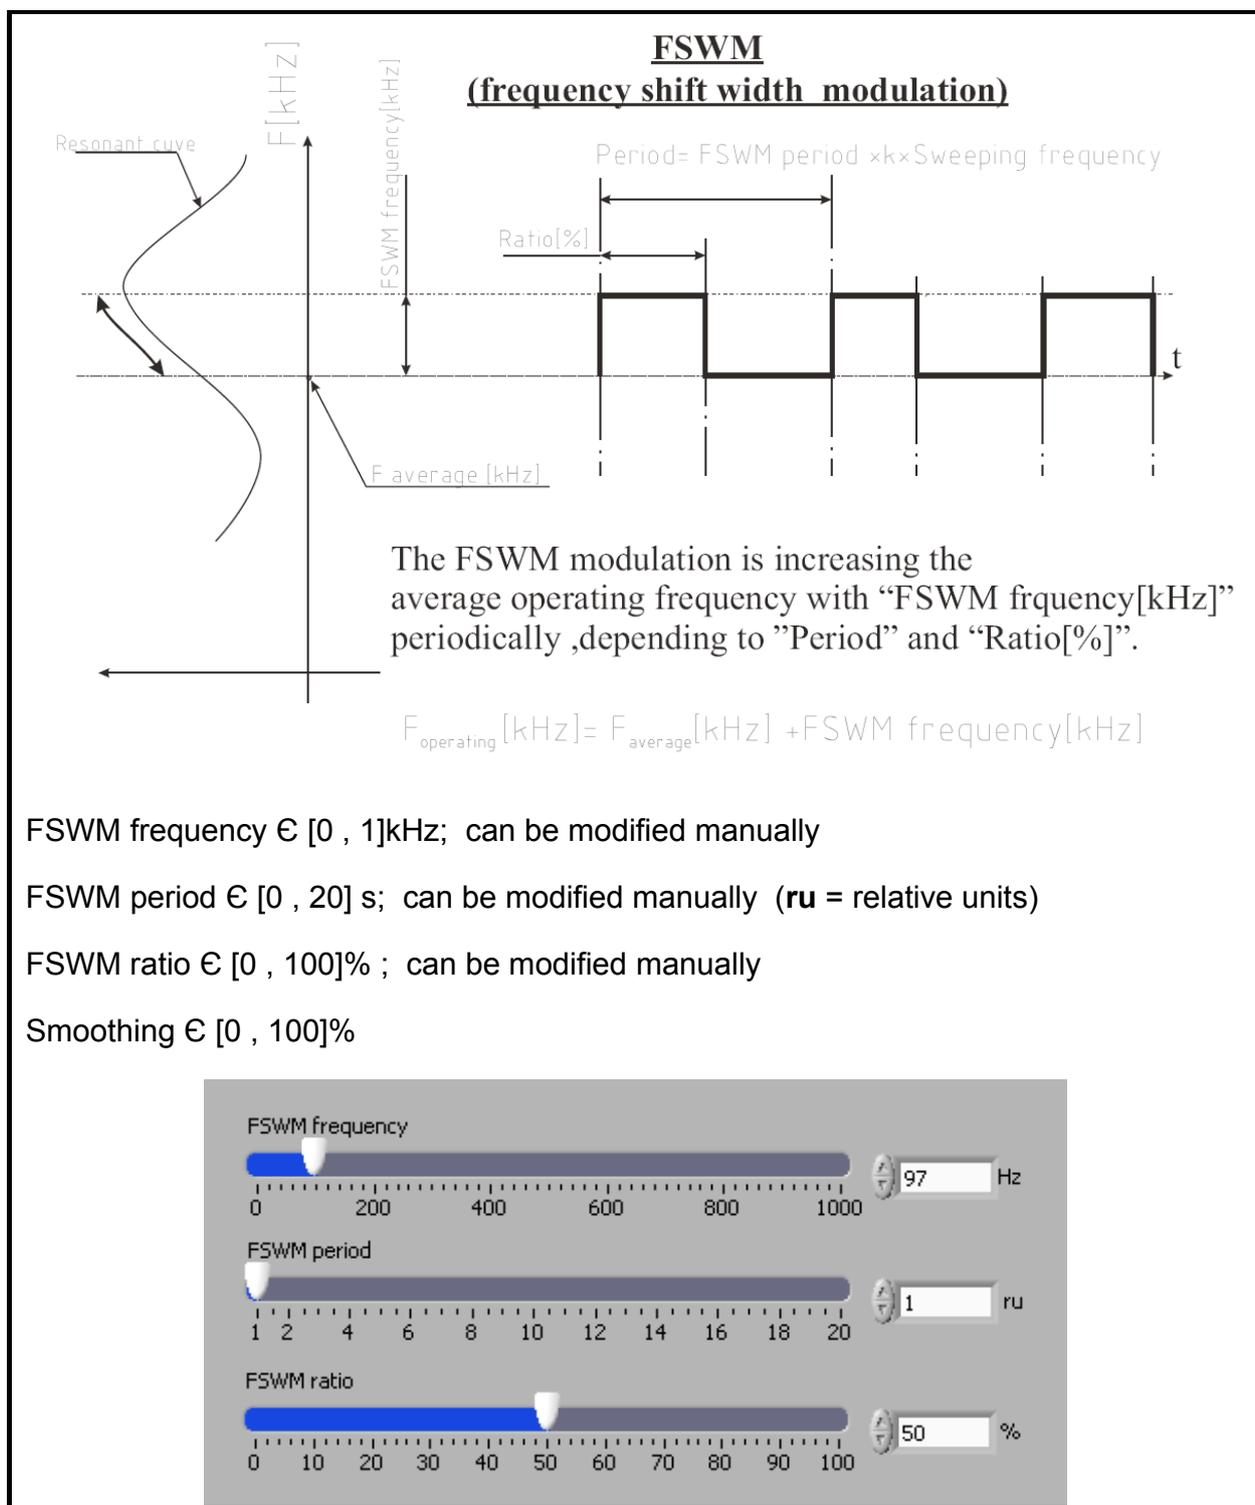 FSWM
(frequency shift width modulation)
F[kHz]
FSWM frequency[kHz]
Resonant cuve
Period= FSWM period ×k×Sweeping frequency
Ratio[%]
t
F average [kHz]
The FSWM modulation is increasing the
average operating frequency with “FSWM frquency[kHz]”
periodically ,depending to ”Period” and “Ratio[%]”.
Foperating[kHz]= Faverage[kHz] +FSWM frequency[kHz]
FSWM frequency Є [0 , 1]kHz; can be modified manually
FSWM period Є [0 , 20] s; can be modified manually (ru = relative units)
FSWM ratio Є [0 , 100]% ; can be modified manually
Smoothing Є [0 , 100]%
FSWM frequency
97 Hz
0 200 400 600 800 1000
FSWM period
1 ru
1 2 4 6 8 10 12 14 16 18 20
FSWM ratio
50 %
0 10 20 30 40 50 60 70 80 90 100